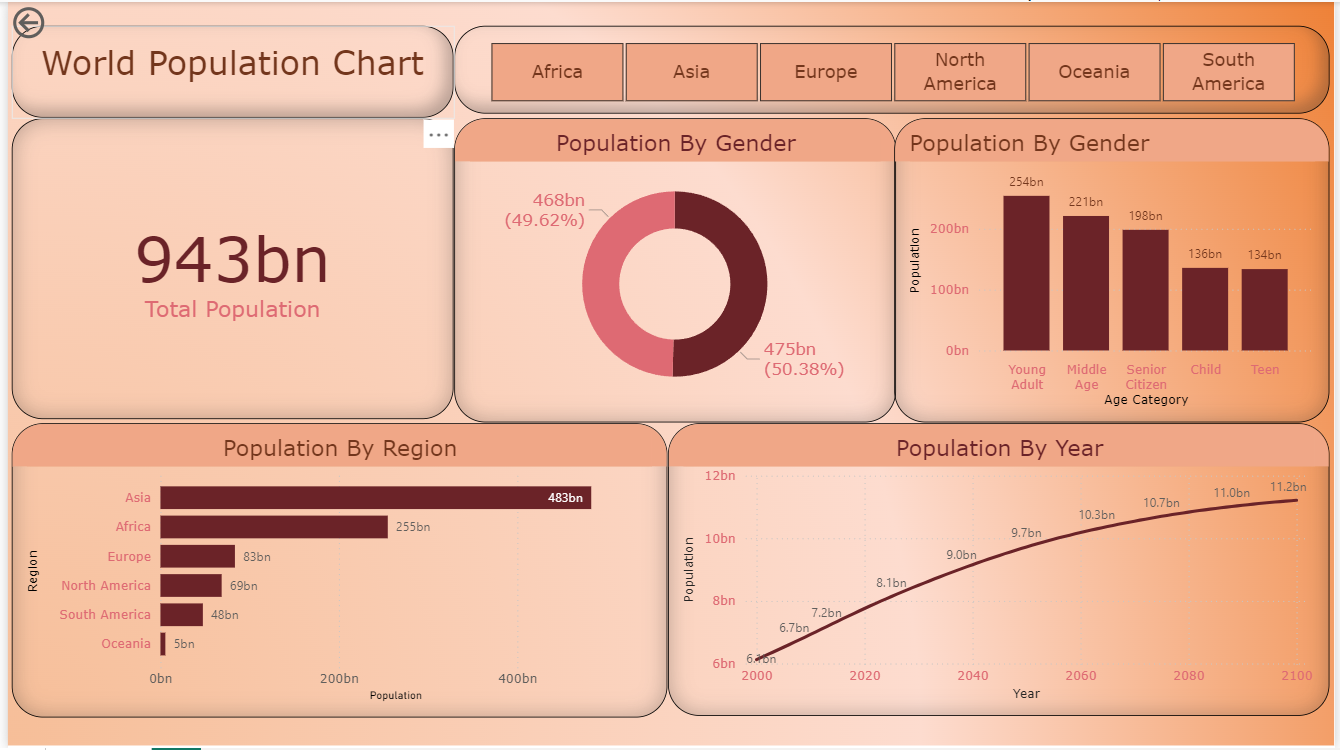 World Population Chart
Africa
Asia
Europe
North
America
Oceania
South
America
943bn
Total Population
Population By Gender
468bn
(49.62%)
475bn
(50.38%)
Population By Gender
Population
200bn
100bn
0bn
254bn
221bn
198bn
136bn
134bn
Young
Adult
Middle
Age
Senior
Citizen
Child
Teen
Age Category
Population By Region
Region
Asia
483bn
Africa
255bn
Europe
83bn
North America
69bn
South America
48bn
Oceania
5bn
0bn
200bn
400bn
Population
Population By Year
Population
12bn
10bn
8bn
6bn
6.1bn
6.7bn
7.2bn
8.1bn
9.0bn
9.7bn
10.3bn
10.7bn
11.0bn
11.2bn
2000
2020
2040
2060
2080
2100
Year